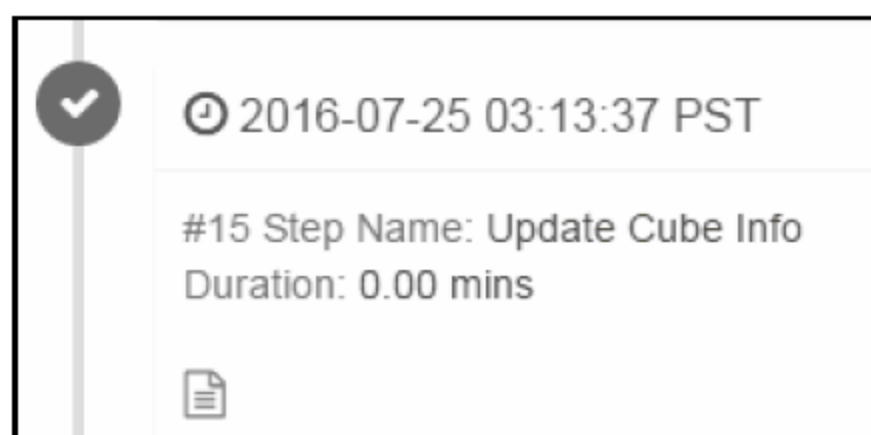 2016-07-25 03:13:37 PST
#15 Step Name: Update Cube Info
Duration: 0.00 mins